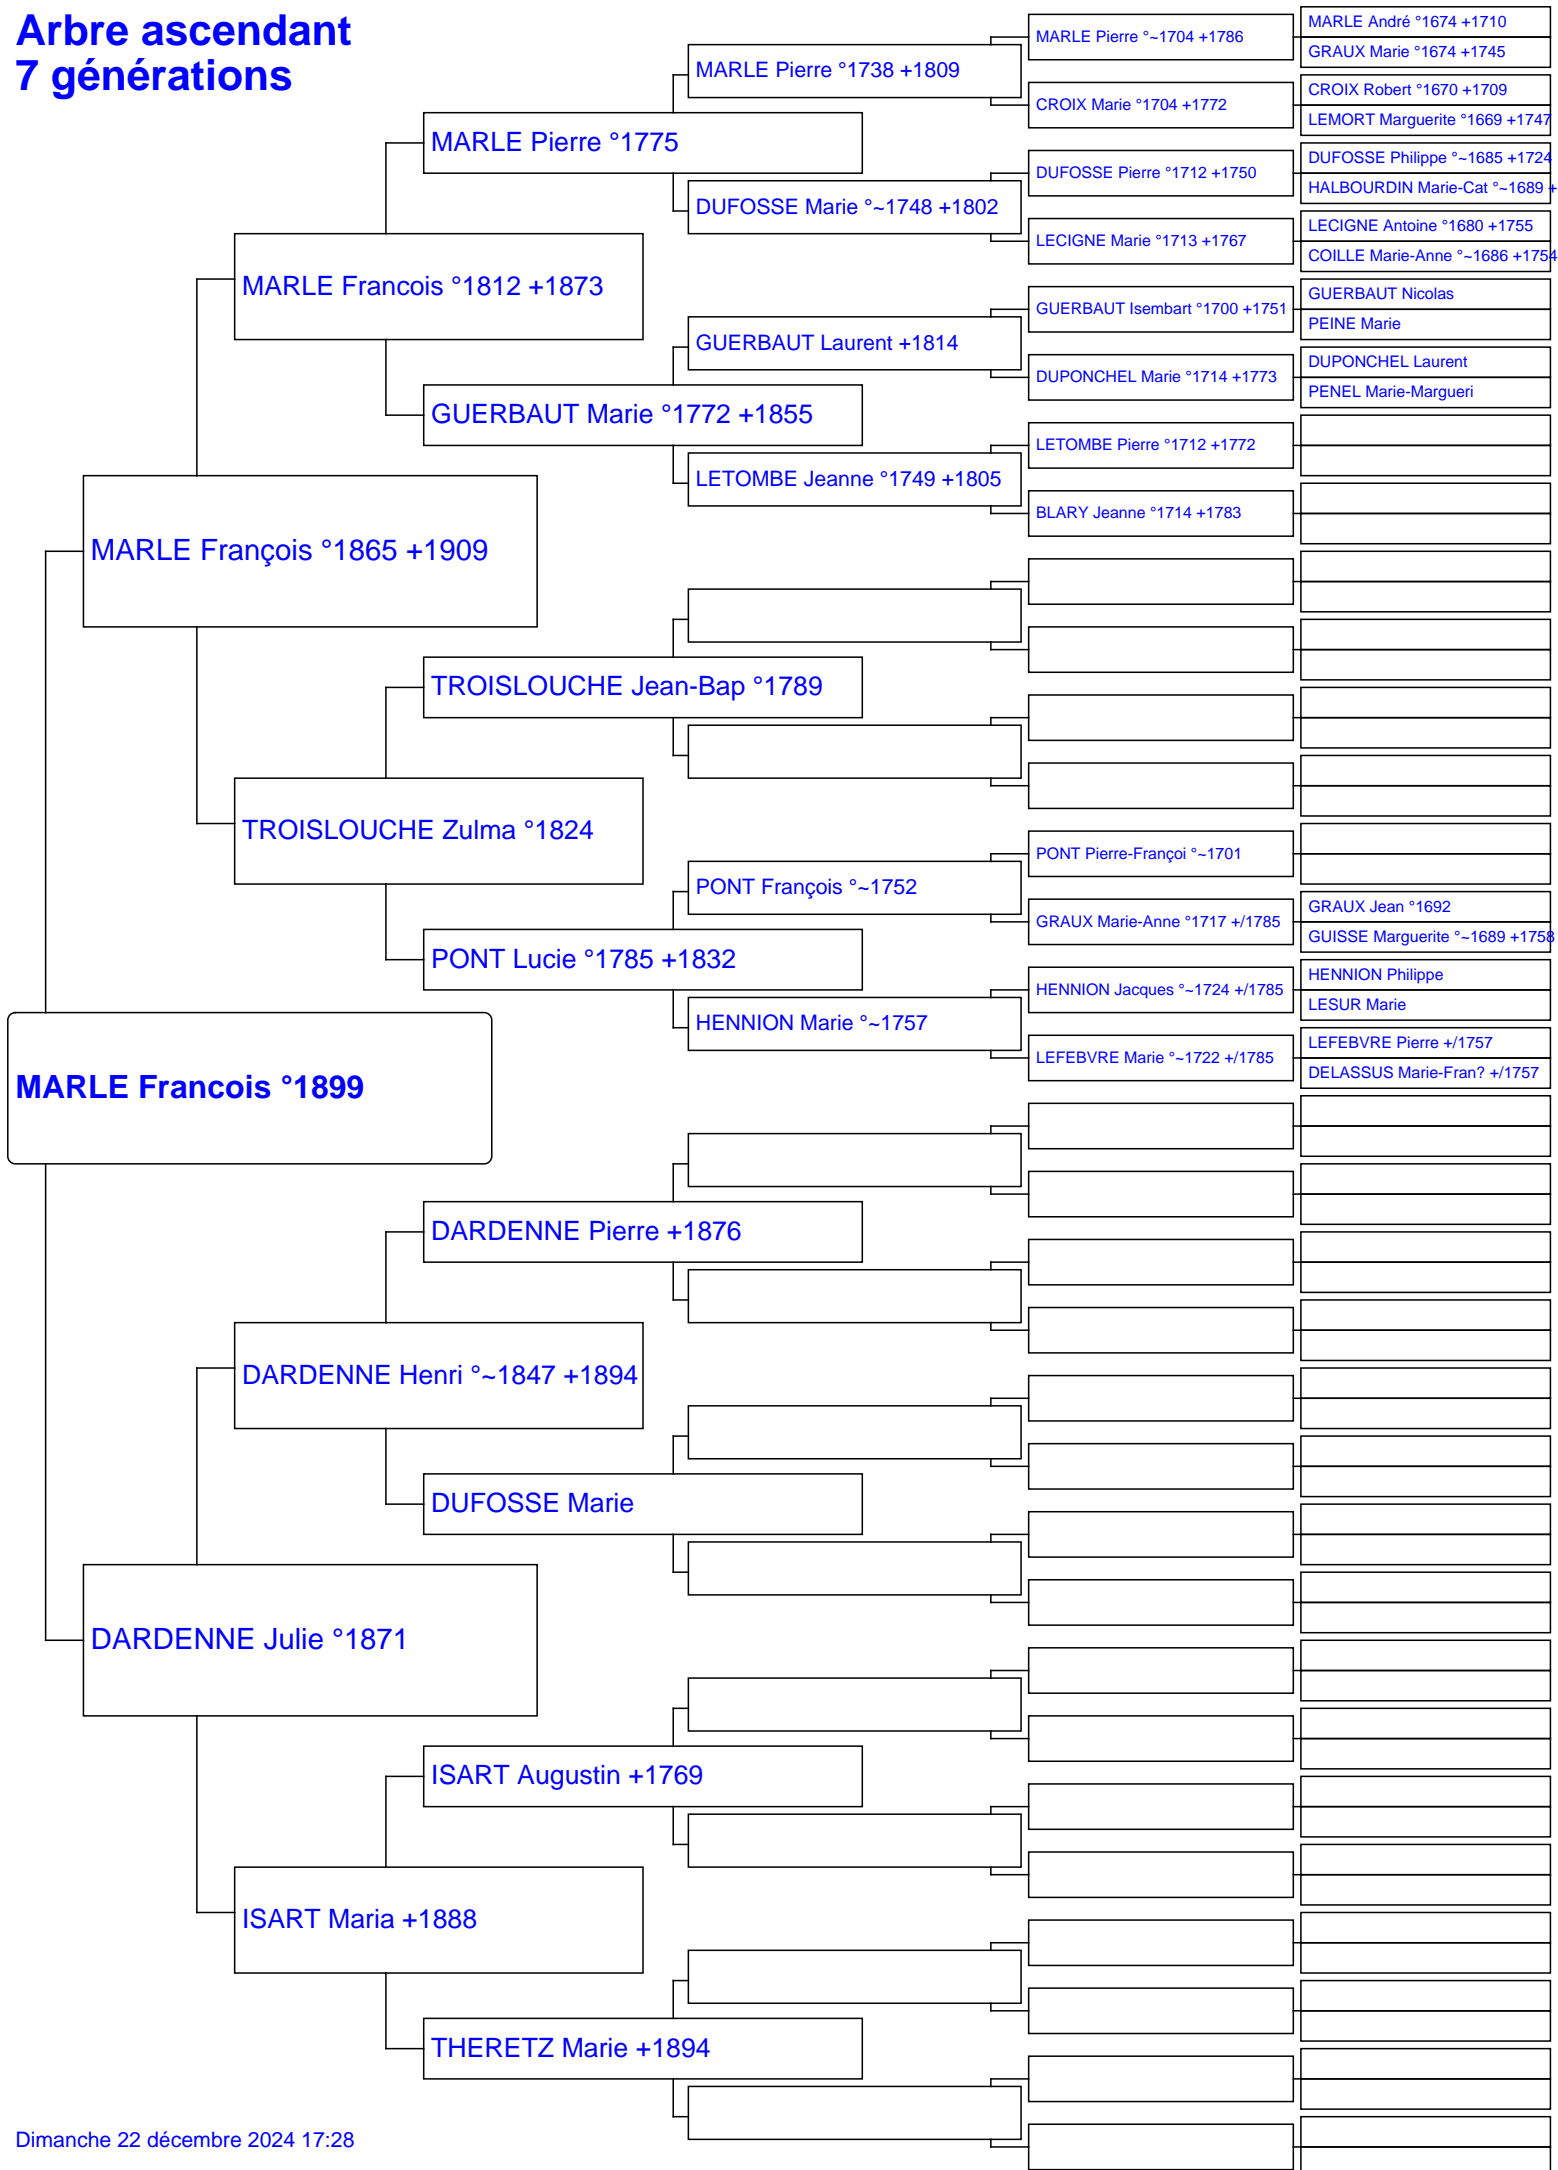 Arbre ascendant
7 générations
MARLE Francois °1899
MARLE François °1865 +1909
DARDENNE Julie °1871
MARLE Francois °1812 +1873
TROISLOUCHE Zulma °1824
DARDENNE Henri °~1847 +1894
ISART Maria +1888
MARLE Pierre °1775
GUERBAUT Marie °1772 +1855
TROISLOUCHE Jean-Bap °1789
PONT Lucie °1785 +1832
DARDENNE Pierre +1876
DUFOSSE Marie
ISART Augustin +1769
THERETZ Marie +1894
MARLE Pierre °1738 +1809
DUFOSSE Marie °~1748 +1802
GUERBAUT Laurent +1814
LETOMBE Jeanne °1749 +1805
PONT François °~1752
HENNION Marie °~1757
MARLE Pierre °~1704 +1786
CROIX Marie °1704 +1772
DUFOSSE Pierre °1712 +1750
LECIGNE Marie °1713 +1767
GUERBAUT Isembart °1700 +1751
DUPONCHEL Marie °1714 +1773
LETOMBE Pierre °1712 +1772
BLARY Jeanne °1714 +1783
PONT Pierre-Françoi °~1701
GRAUX Marie-Anne °1717 +/1785
HENNION Jacques °~1724 +/1785
LEFEBVRE Marie °~1722 +/1785
MARLE André °1674 +1710
GRAUX Marie °1674 +1745
CROIX Robert °1670 +1709
LEMORT Marguerite °1669 +1747
DUFOSSE Philippe °~1685 +1724
HALBOURDIN Marie-Cat °~1689 +
LECIGNE Antoine °1680 +1755
COILLE Marie-Anne °~1686 +1754
GUERBAUT Nicolas
PEINE Marie
DUPONCHEL Laurent
PENEL Marie-Margueri
GRAUX Jean °1692
GUISSE Marguerite °~1689 +1758
HENNION Philippe
LESUR Marie
LEFEBVRE Pierre +/1757
DELASSUS Marie-Fran? +/1757
Dimanche 22 décembre 2024 17:28